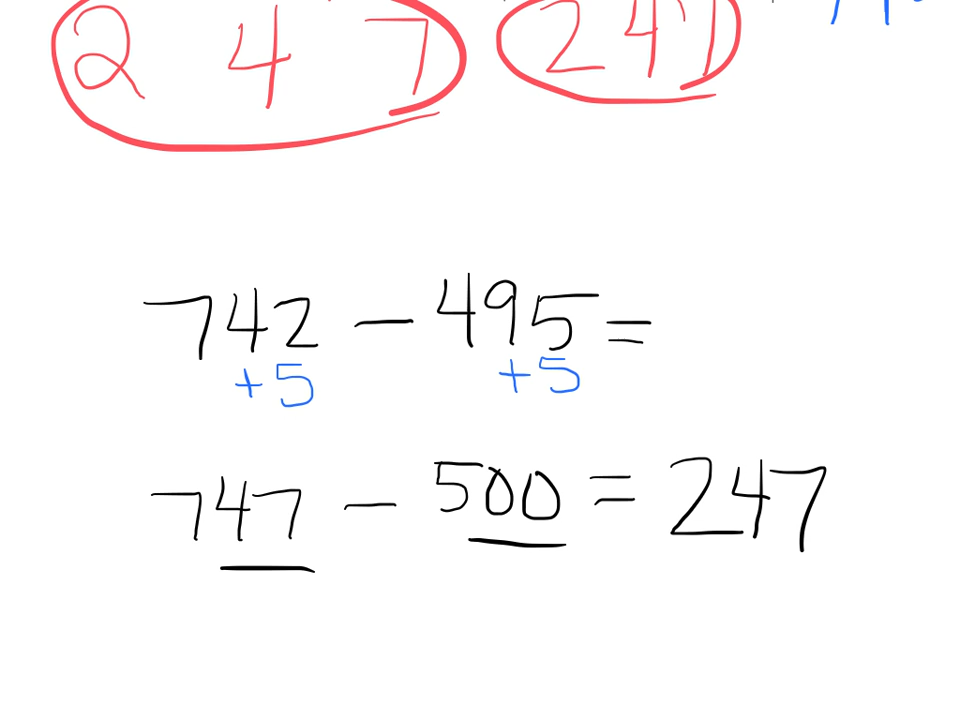 2 4 7 247
742 - 495 =
+5 +5
747 - 500 = 247